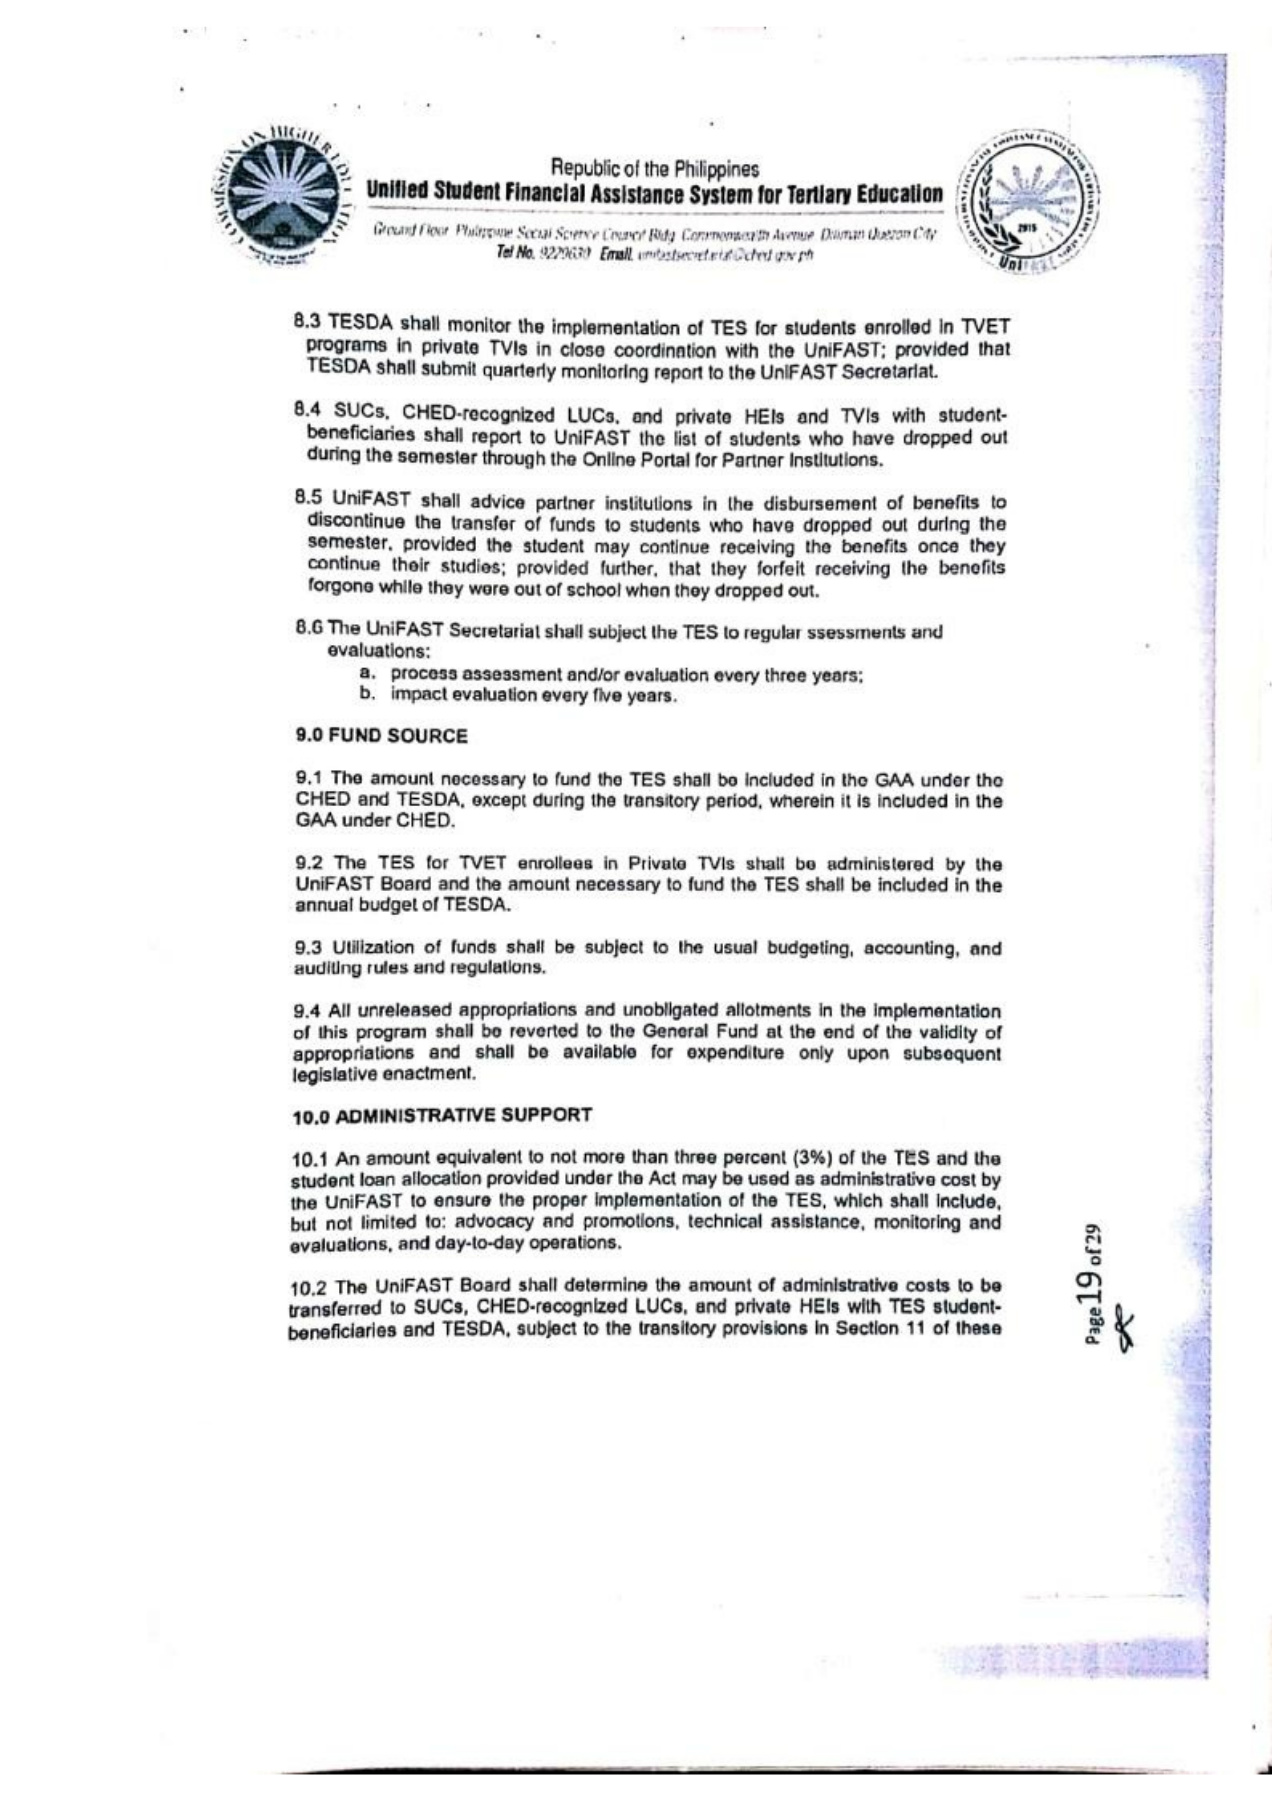 COMMISSION ON HIGHER EDUCATION
Republic of the Philippines
Unified Student Financial Assistance System for Tertiary Education
Ground Floor Philippine Social Science Council Bldg Commonwealth Avenue Diliman Quezon City
Tel No. 9229630 Email. unifastsecretariat@ched.gov.ph
2015
8.3 TESDA shall monitor the implementation of TES for students enrolled in TVET
programs in private TVIs in close coordination with the UniFAST; provided that
TESDA shall submit quarterly monitoring report to the UniFAST Secretariat.
8.4 SUCs, CHED-recognized LUCs, and private HEIs and TVIs with student-
beneficiaries shall report to UniFAST the list of students who have dropped out
during the semester through the Online Portal for Partner Institutions.
8.5 UniFAST shall advice partner institutions in the disbursement of benefits to
discontinue the transfer of funds to students who have dropped out during the
semester, provided the student may continue receiving the benefits once they
continue their studies; provided further, that they forfeit receiving the benefits
forgone while they were out of school when they dropped out.
8.6 The UniFAST Secretariat shall subject the TES to regular ssessments and
evaluations:
a. process assessment and/or evaluation every three years;
b. impact evaluation every five years.
9.0 FUND SOURCE
9.1 The amount necessary to fund the TES shall be included in the GAA under the
CHED and TESDA, except during the transitory period, wherein it is included in the
GAA under CHED.
9.2 The TES for TVET enrollees in Private TVIs shall be administered by the
UniFAST Board and the amount necessary to fund the TES shall be included in the
annual budget of TESDA.
9.3 Utilization of funds shall be subject to the usual budgeting, accounting, and
auditing rules and regulations.
9.4 All unreleased appropriations and unobligated allotments in the implementation
of this program shall be reverted to the General Fund at the end of the validity of
appropriations and shall be available for expenditure only upon subsequent
legislative enactment.
10.0 ADMINISTRATIVE SUPPORT
10.1 An amount equivalent to not more than three percent (3%) of the TES and the
student loan allocation provided under the Act may be used as administrative cost by
the UniFAST to ensure the proper implementation of the TES, which shall include,
but not limited to: advocacy and promotions, technical assistance, monitoring and
evaluations, and day-to-day operations.
10.2 The UniFAST Board shall determine the amount of administrative costs to be
transferred to SUCs, CHED-recognized LUCs, and private HEIs with TES student-
beneficiaries and TESDA, subject to the transitory provisions in Section 11 of these
Page 19 of 29